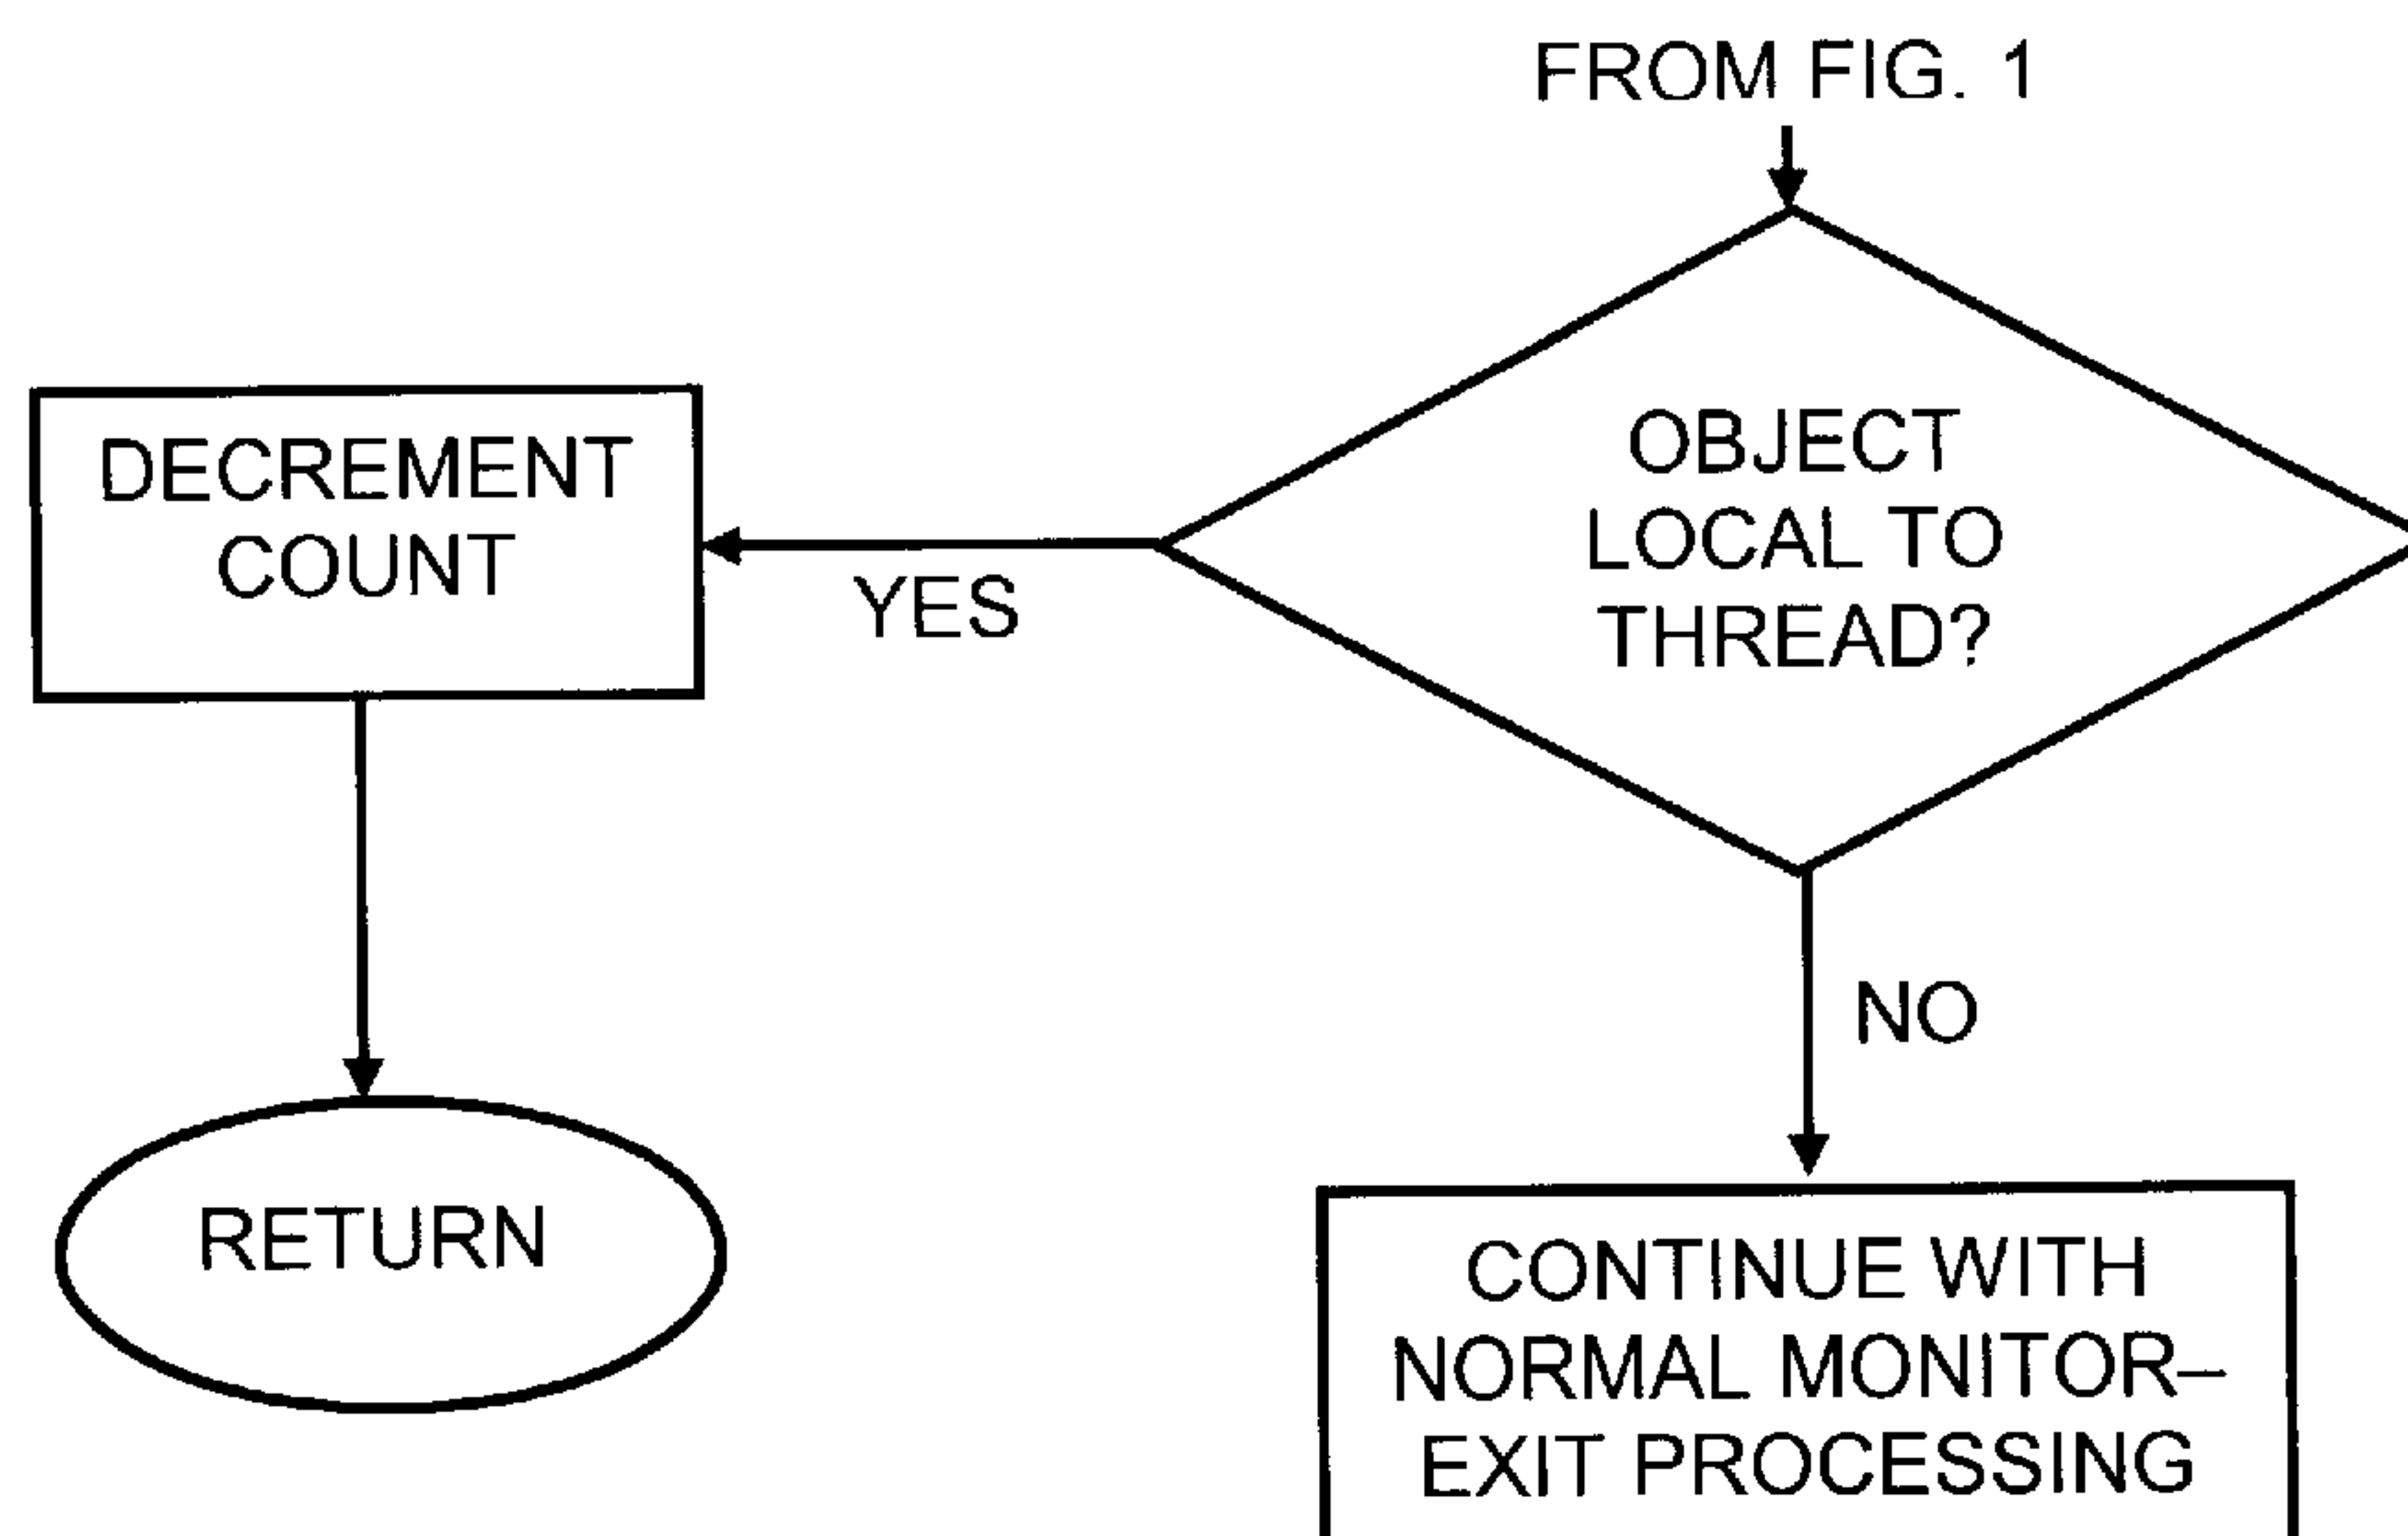 FROM FIG. 1
OBJECT
LOCAL TO
THREAD?
DECREMENT
COUNT
YES
NO
RETURN
CONTINUE WITH
NORMAL MONITOR–
EXIT PROCESSING